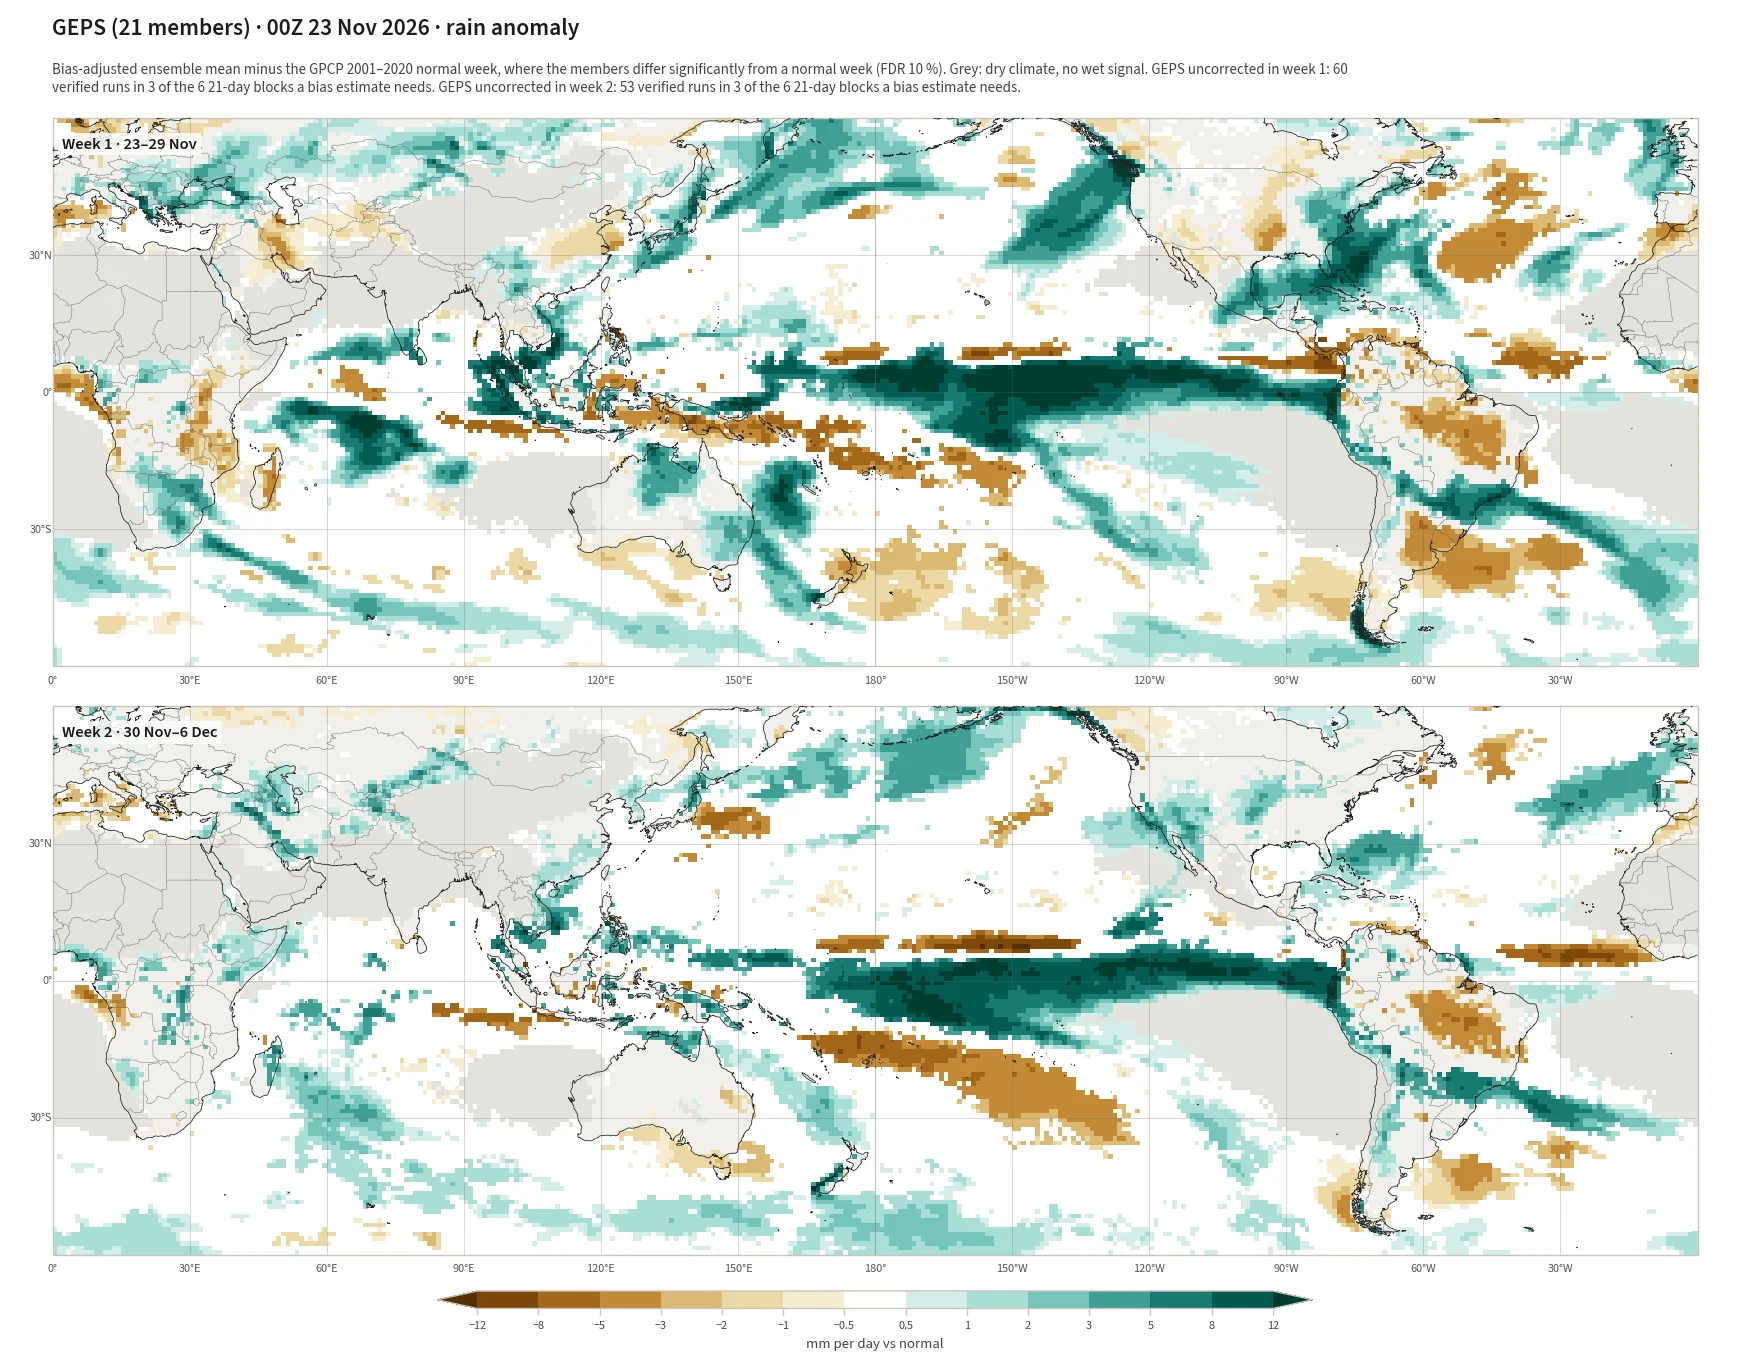 GEPS (21 members) · 00Z 23 Nov 2026 · rain anomaly
Bias-adjusted ensemble mean minus the GPCP 2001–2020 normal week, where the members differ significantly from a normal week (FDR 10 %). Grey: dry climate, no wet signal. GEPS uncorrected in week 1: 60
verified runs in 3 of the 6 21-day blocks a bias estimate needs. GEPS uncorrected in week 2: 53 verified runs in 3 of the 6 21-day blocks a bias estimate needs.
Week 1 · 23–29 Nov
30°N
0°
30°S
0° 30°E 60°E 90°E 120°E 150°E 180° 150°W 120°W 90°W 60°W 30°W
Week 2 · 30 Nov–6 Dec
30°N
0°
30°S
0° 30°E 60°E 90°E 120°E 150°E 180° 150°W 120°W 90°W 60°W 30°W
−12 −8 −5 −3 −2 −1 −0.5 0.5 1 2 3 5 8 12
mm per day vs normal